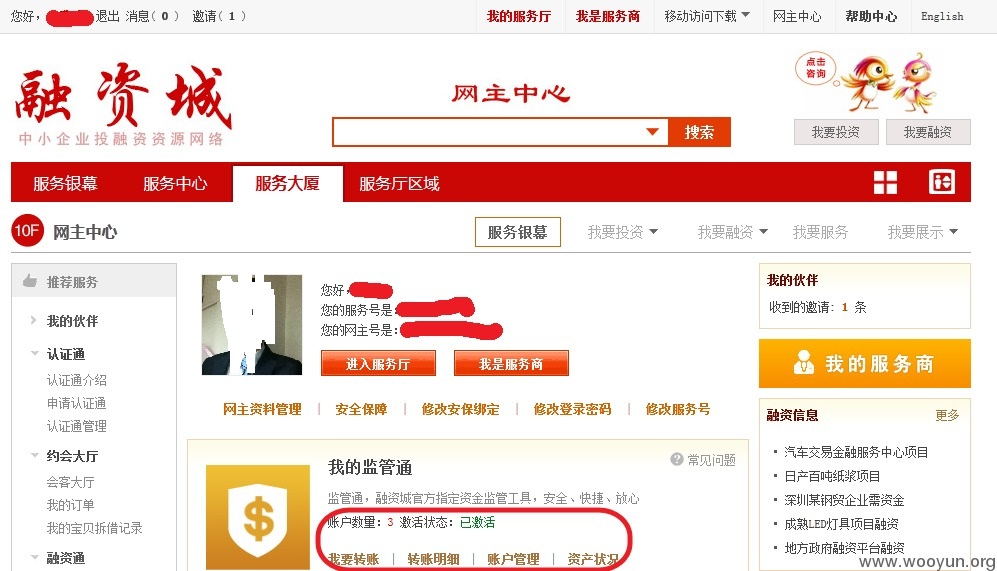 您好, 退出 消息( 0 ) 邀请( 1 ) 我的服务厅 我是服务商 移动访问下载 网主中心 帮助中心 English
融资城
中小企业投融资资源网络
网主中心
搜索
点击
咨询
我要投资 我要融资
服务银幕 服务中心 服务大厦 服务厅区域
10F 网主中心 服务银幕 我要投资 我要融资 我要服务 我要展示
推荐服务
我的伙伴
认证通
认证通介绍
申请认证通
认证通管理
约会大厅
会客大厅
我的订单
我的宝贝拆借记录
融资通
您好,
您的服务号是
您的网主号是:
进入服务厅 我是服务商
网主资料管理 | 安全保障 | 修改安保绑定 | 修改登录密码 | 修改服务号
我的监管通
常见问题
监管通，融资城官方指定资金监管工具，安全、快捷、放心
账户数量: 3 激活状态: 已激活
我要转账 | 转账明细 | 账户管理 | 资产状况
我的伙伴
收到的邀请: 1 条
我的服务商
融资信息 更多
汽车交易金融服务中心项目
日产百吨纸浆项目
深圳某钢贸企业需资金
成熟LED灯具项目融资
地方政府融资平台融资
www.wooyun.org